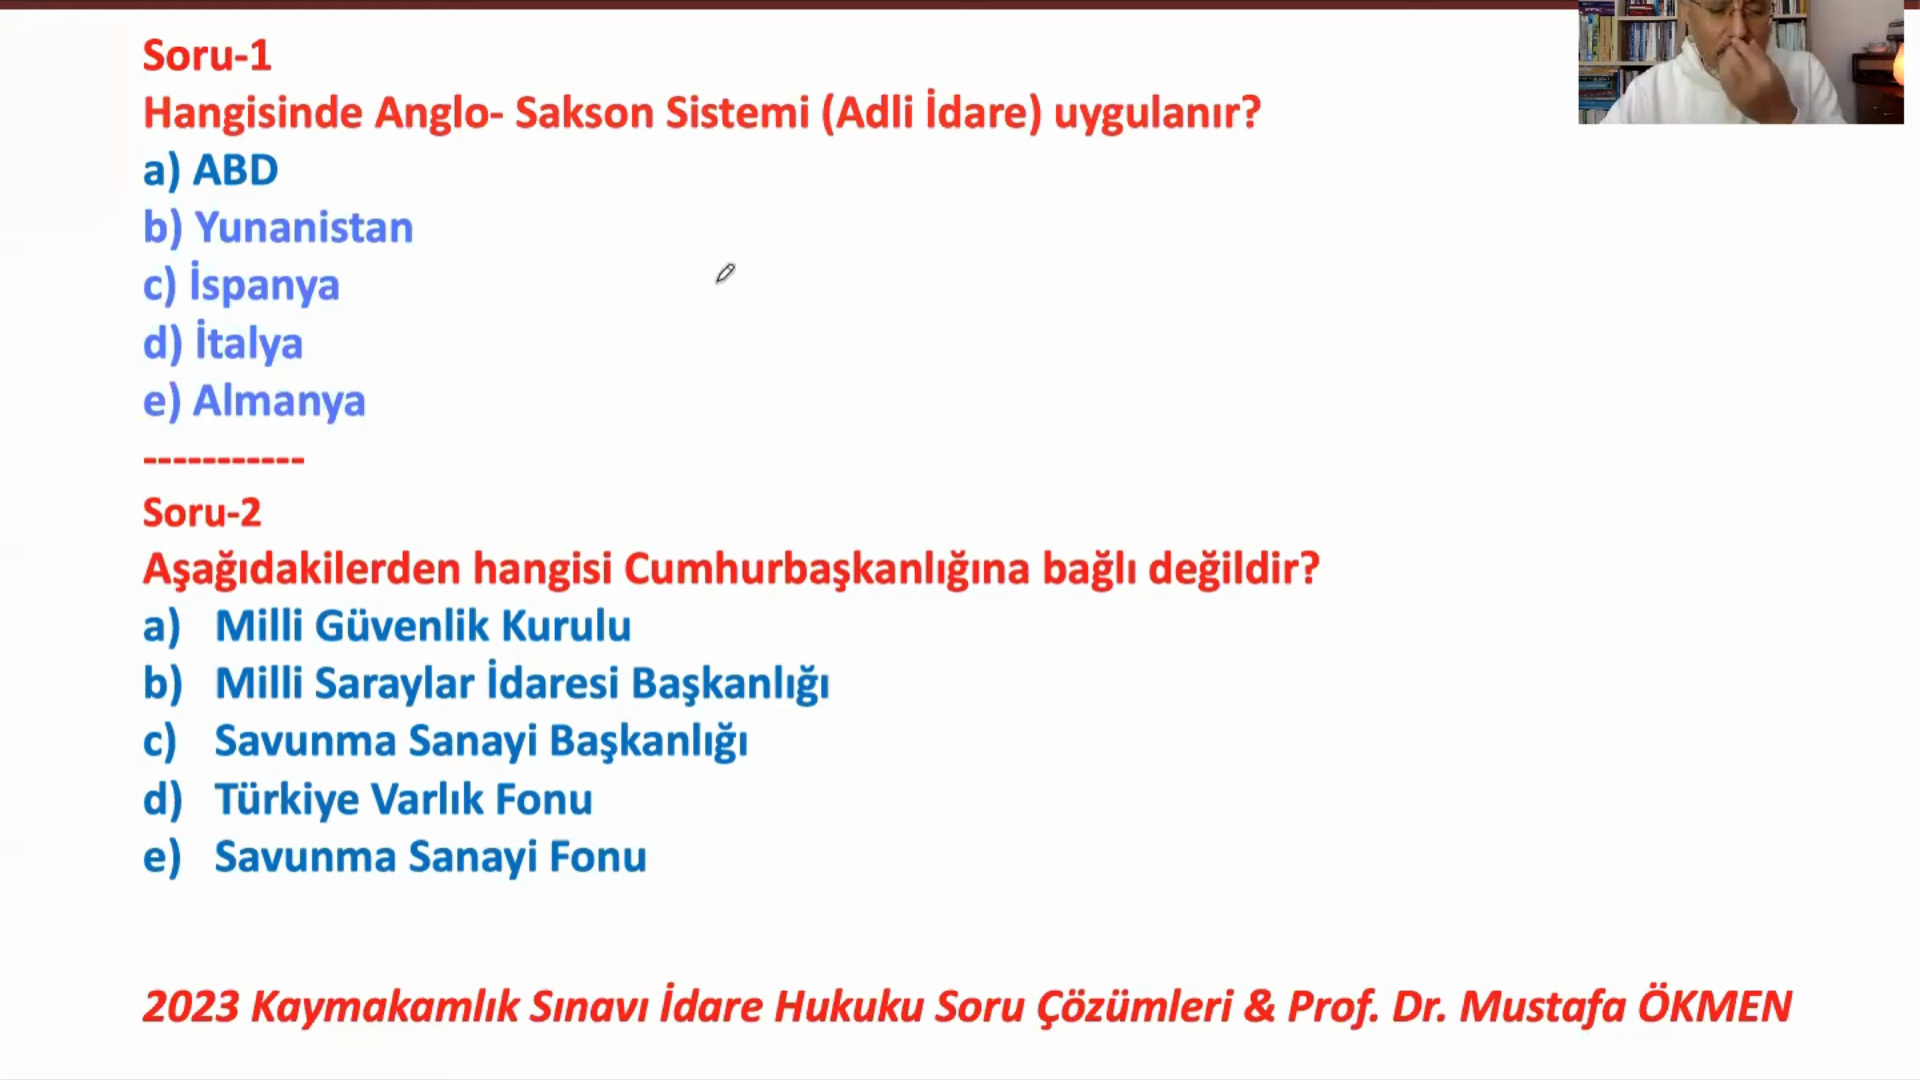 Soru-1
Hangisinde Anglo- Sakson Sistemi (Adli İdare) uygulanır?
a) ABD
b) Yunanistan
c) İspanya
d) İtalya
e) Almanya
-----------
Soru-2
Aşağıdakilerden hangisi Cumhurbaşkanlığına bağlı değildir?
a) Milli Güvenlik Kurulu
b) Milli Saraylar İdaresi Başkanlığı
c) Savunma Sanayi Başkanlığı
d) Türkiye Varlık Fonu
e) Savunma Sanayi Fonu
2023 Kaymakamlık Sınavı İdare Hukuku Soru Çözümleri & Prof. Dr. Mustafa ÖKMEN